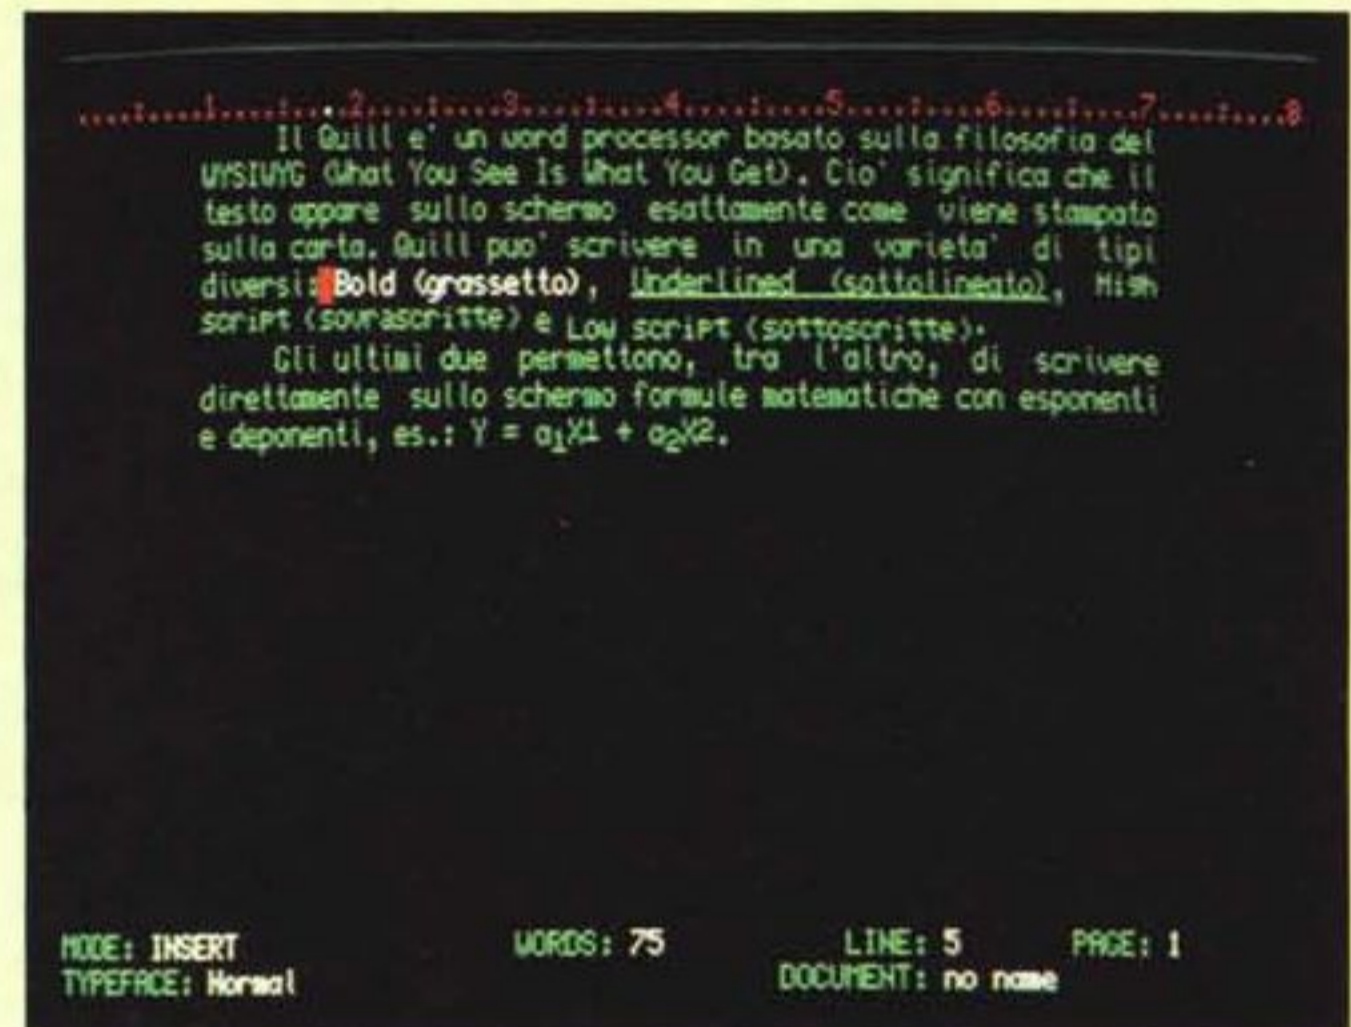 ....:....1....:....2....:....3....:....4....:....5....:....6....:....7....:....8
Il Quill e' un word processor basato sulla filosofia del
WYSIWYG (What You See Is What You Get). Cio' significa che il
testo appare sullo schermo esattamente come viene stampato
sulla carta. Quill puo' scrivere in una varieta' di tipi
diversi: Bold (grassetto), Underlined (sottolineato), High
script (sovrascritte) e Low script (sottoscritte).
Gli ultimi due permettono, tra l'altro, di scrivere
direttamente sullo schermo formule matematiche con esponenti
e deponenti, es.: Y = a₁X1 + a₂X2.
MODE: INSERT WORDS: 75 LINE: 5 PAGE: 1
TYPEFACE: Normal DOCUMENT: no name